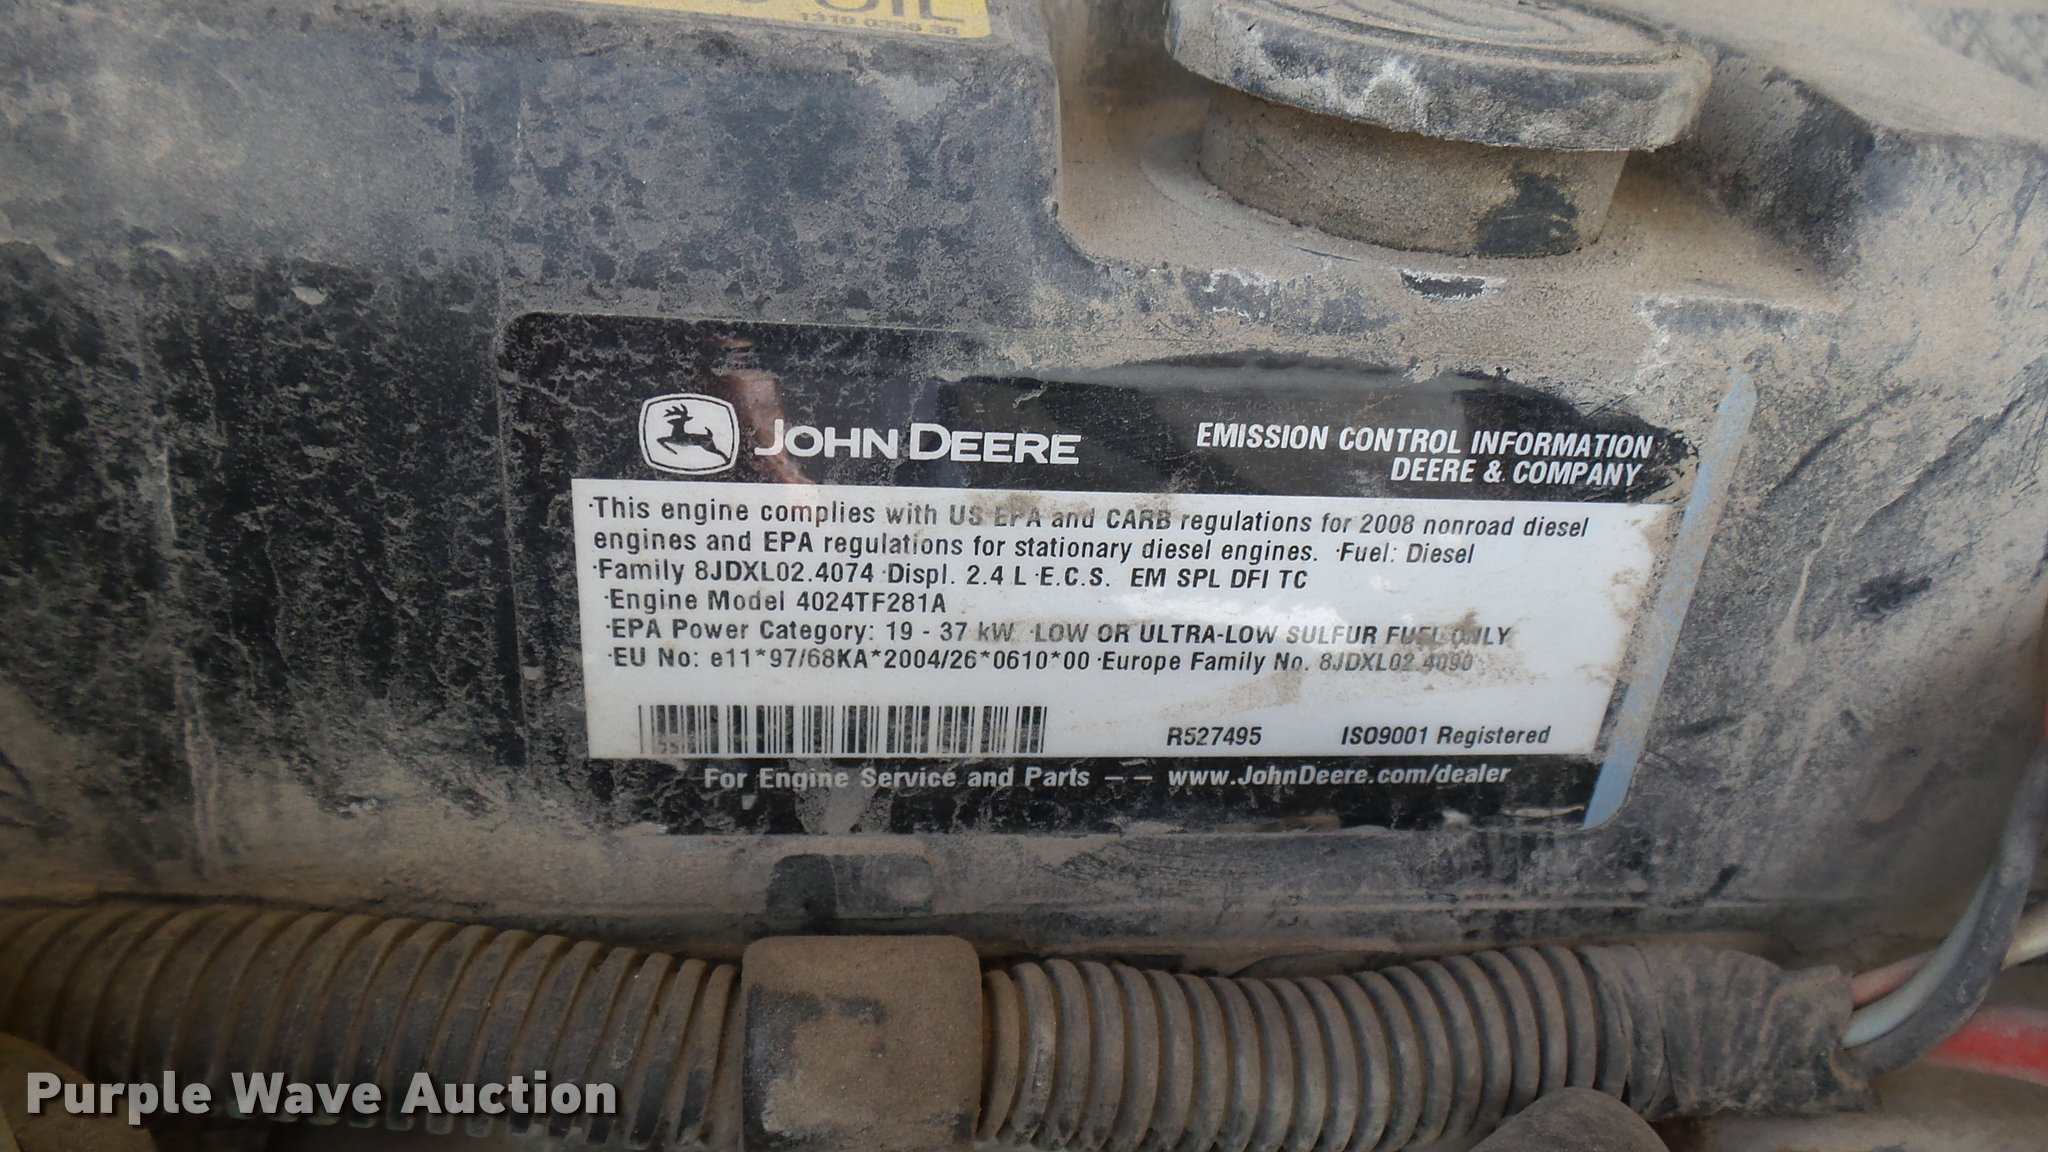 OIL
JOHN DEERE
EMISSION CONTROL INFORMATION
DEERE & COMPANY
·This engine complies with US EPA and CARB regulations for 2008 nonroad diesel
engines and EPA regulations for stationary diesel engines. ·Fuel: Diesel
·Family 8JDXL02.4074 ·Displ. 2.4 L ·E.C.S. EM SPL DFI TC
·Engine Model 4024TF281A
·EPA Power Category: 19 - 37 kW ·LOW OR ULTRA-LOW SULFUR FUEL ONLY
·EU No: e11*97/68KA*2004/26*0610*00 ·Europe Family No. 8JDXL02.4090
R527495 ISO9001 Registered
For Engine Service and Parts – – www.JohnDeere.com/dealer
Purple Wave Auction